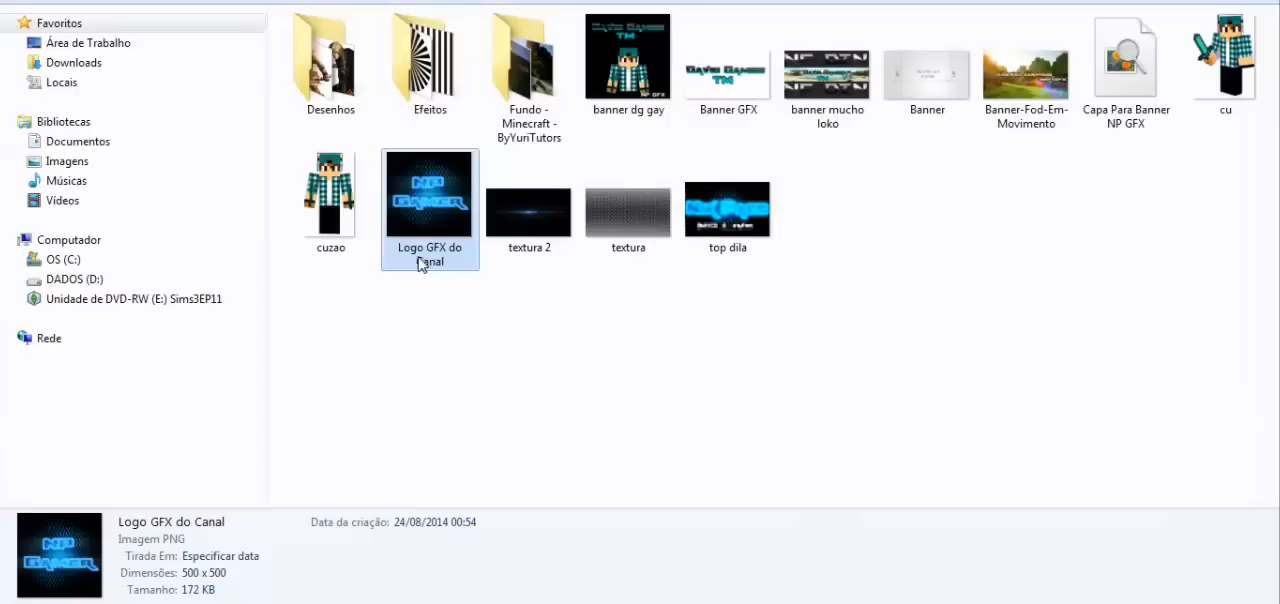 Favoritos
Área de Trabalho
Downloads
Locais
Bibliotecas
Documentos
Imagens
Músicas
Vídeos
Computador
OS (C:)
DADOS (D:)
Unidade de DVD-RW (E:) Sims3EP11
Rede
Desenhos
Efeitos
Fundo -
Minecraft -
ByYuriTutors
banner dg gay
Banner GFX
banner mucho
loko
Banner
Banner-Fod-Em-
Movimento
Capa Para Banner
NP GFX
cu
cuzao
NP
GAMER
Logo GFX do
Canal
textura 2
textura
top dila
NP
GAMER
Logo GFX do Canal
Imagem PNG
Tirada Em: Especificar data
Dimensões: 500 x 500
Tamanho: 172 KB
Data da criação: 24/08/2014 00:54